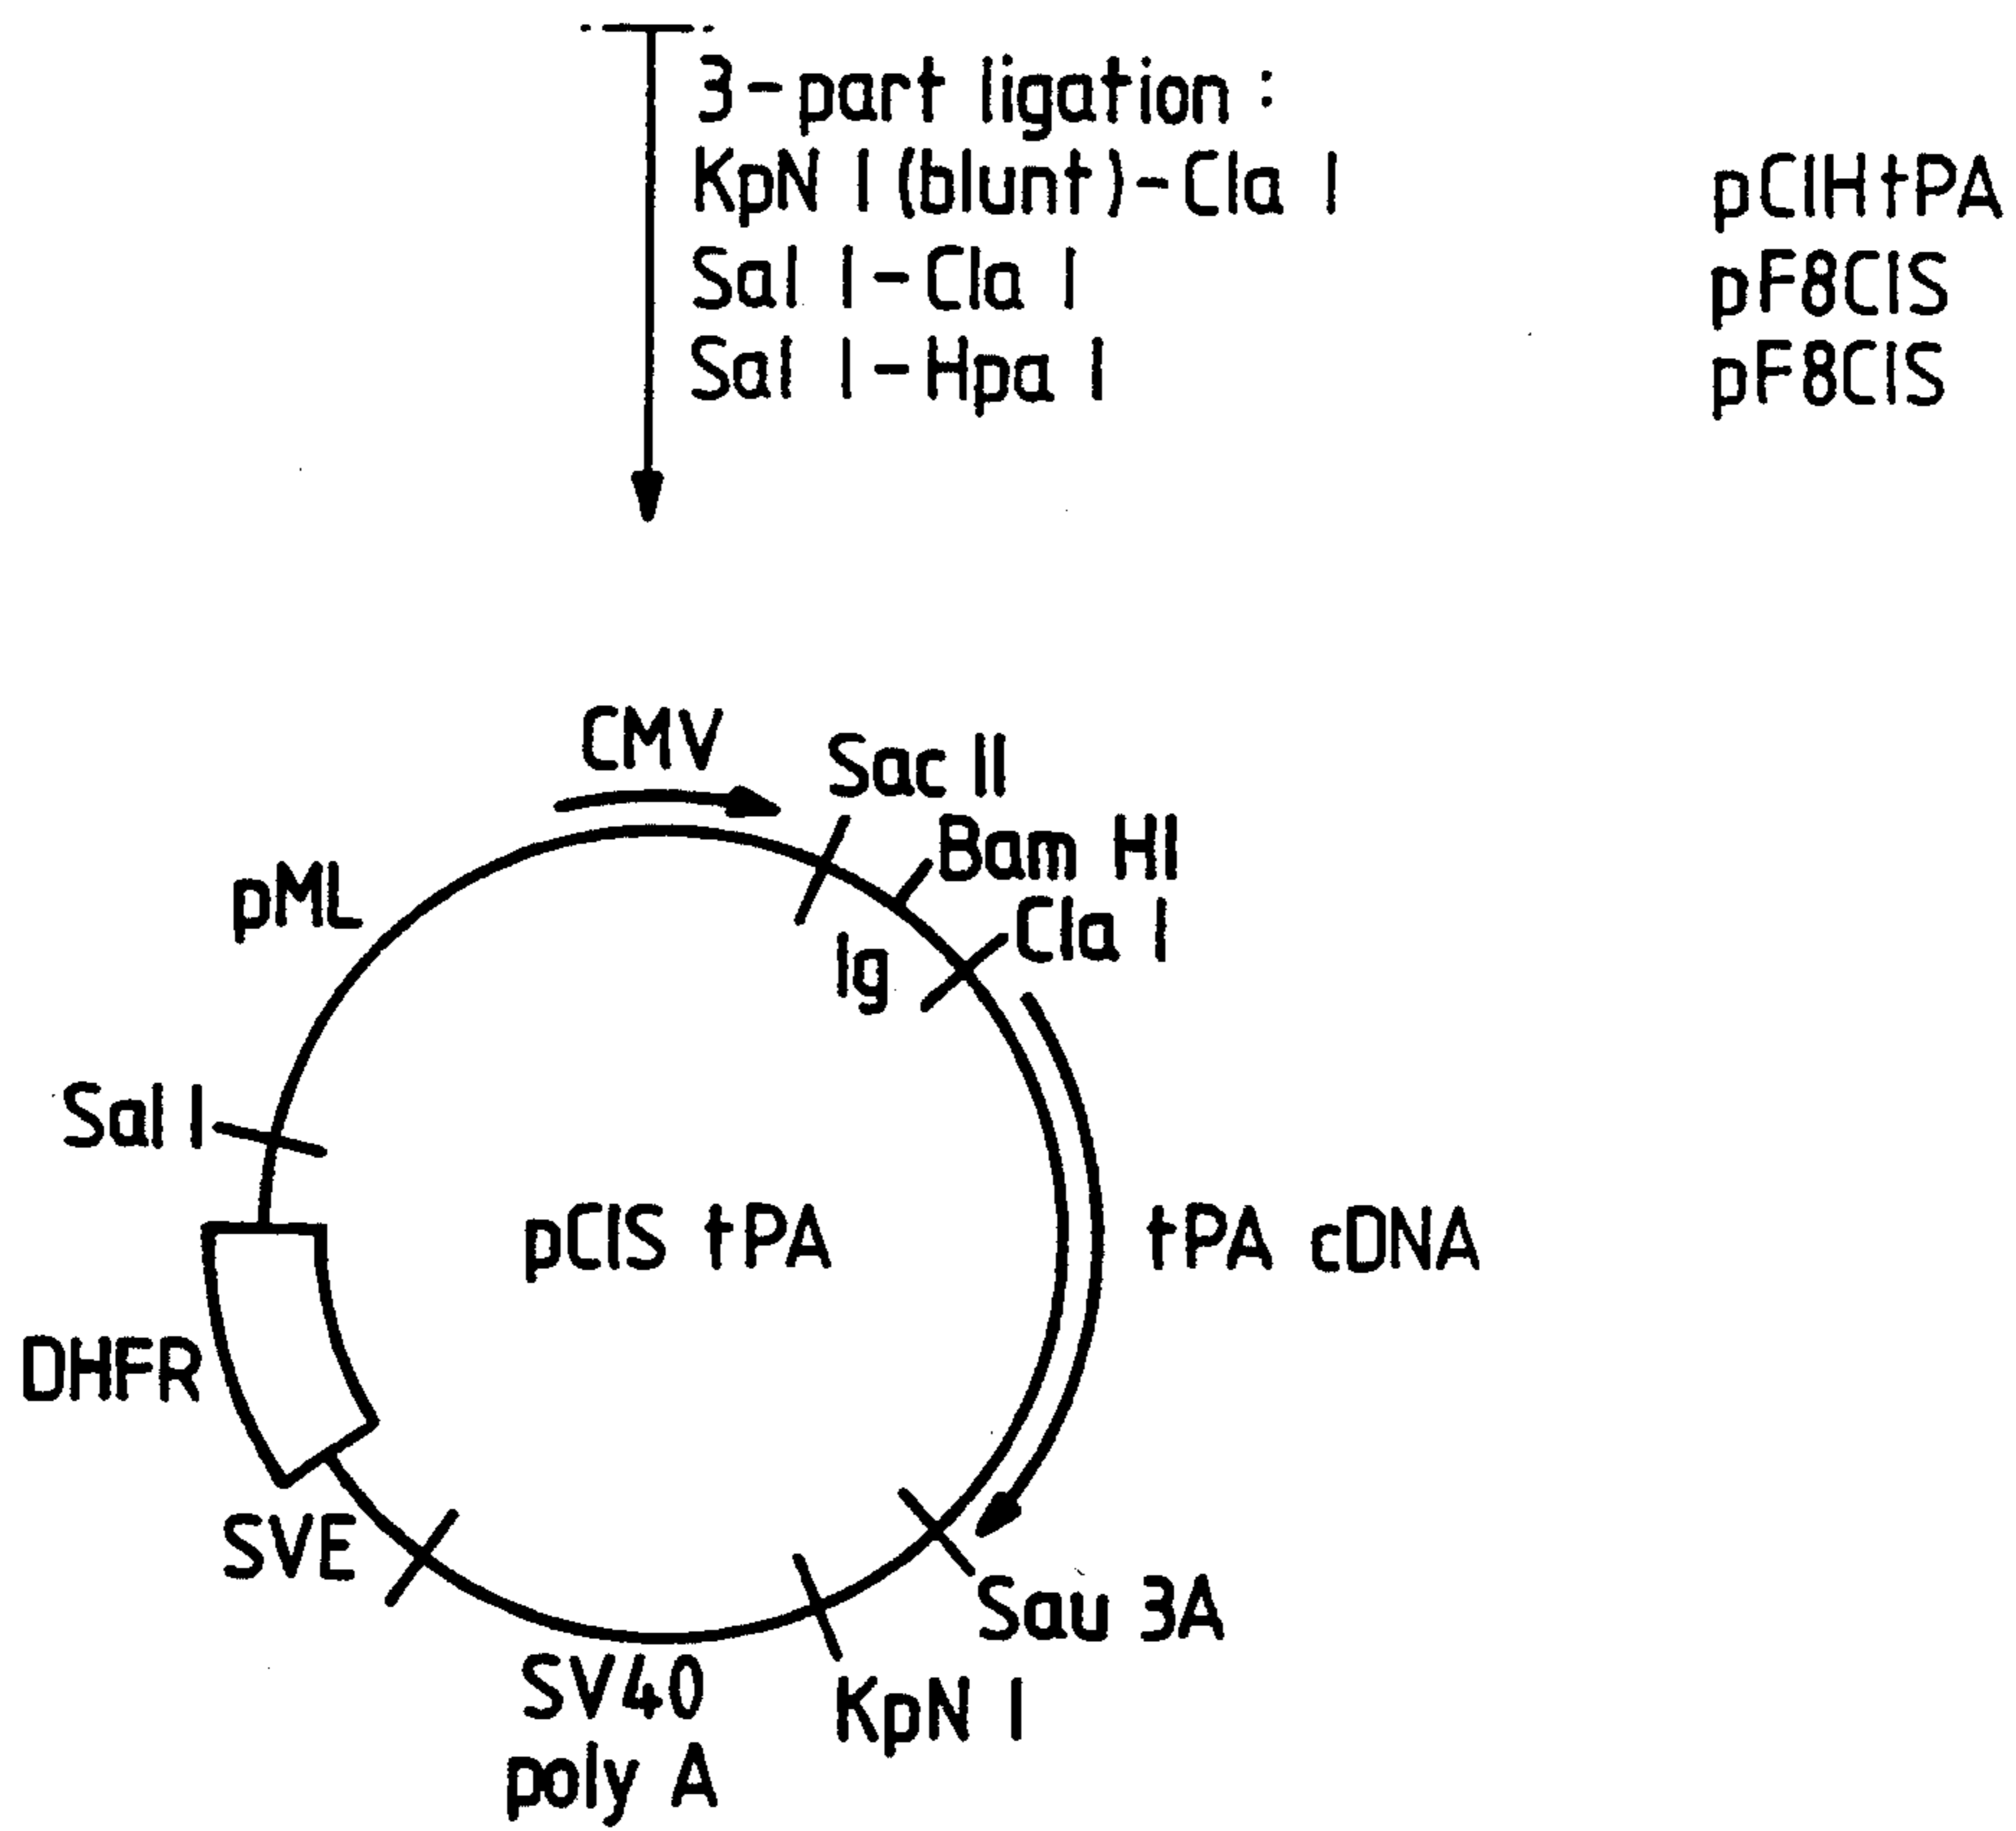 3-part ligation :
KpN I (blunt)-Cla I pCIHtPA
Sal I-Cla I pF8CIS
Sal I-Hpa I pF8CIS
CMV
Sac II
Bam HI
pML
Cla I
Ig
Sal I
pCIS tPA
tPA cDNA
DHFR
SVE
Sau 3A
SV40
KpN I
poly A